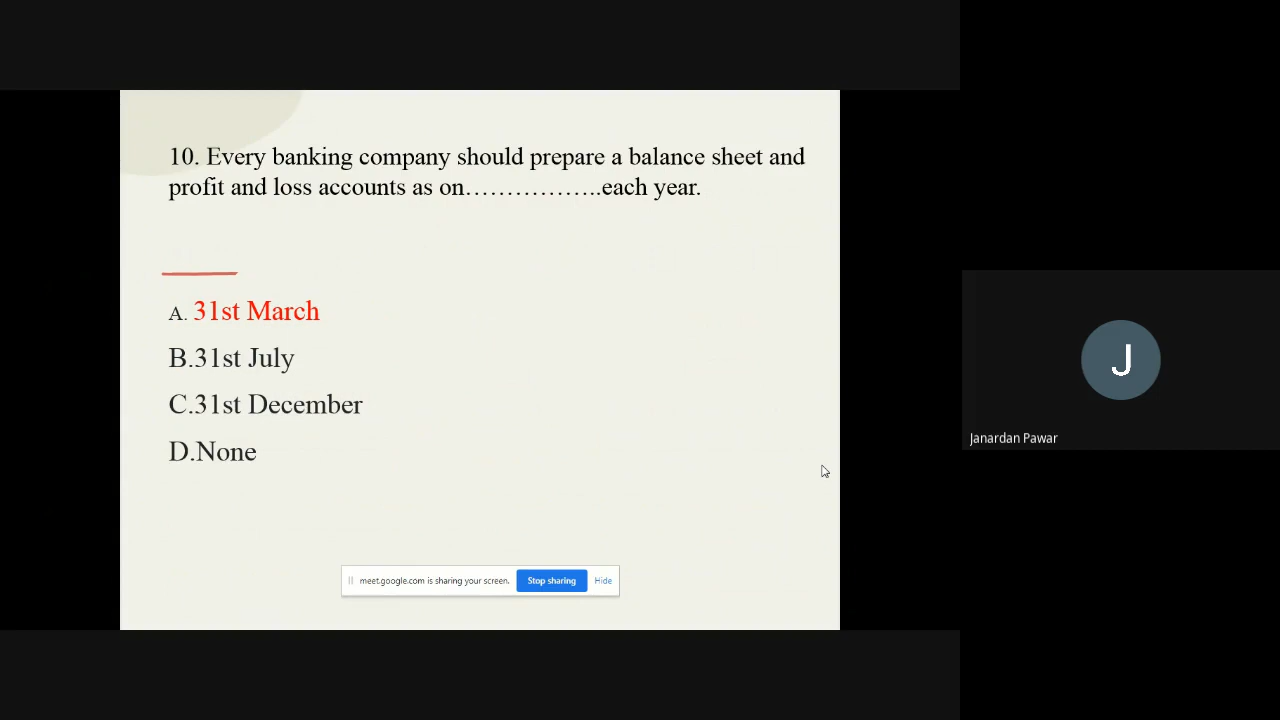 10. Every banking company should prepare a balance sheet and
profit and loss accounts as on……………..each year.
A. 31st March
B.31st July
C.31st December
D.None
meet.google.com is sharing your screen. Stop sharing Hide
J
Janardan Pawar